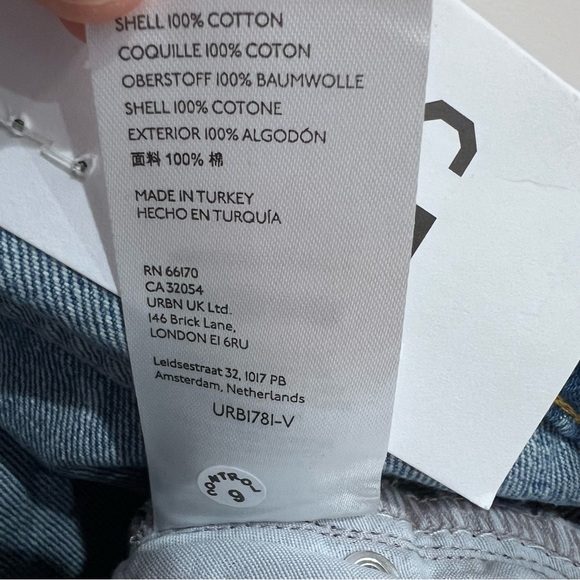 SHELL 100% COTTON
COQUILLE 100% COTON
OBERSTOFF 100% BAUMWOLLE
SHELL 100% COTONE
EXTERIOR 100% ALGODÓN
面料 100% 棉
MADE IN TURKEY
HECHO EN TURQUÍA
RN 66170
CA 32054
URBN UK Ltd.
146 Brick Lane,
LONDON E1 6RU
Leidsestraat 32, 1017 PB
Amsterdam, Netherlands
URB1781-V
CONTROL
9